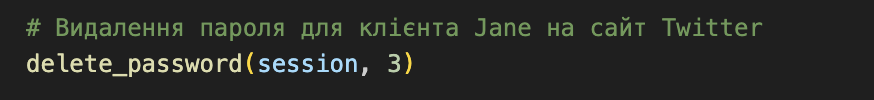 # Видалення пароля для клієнта Jane на сайт Twitter
delete_password(session, 3)